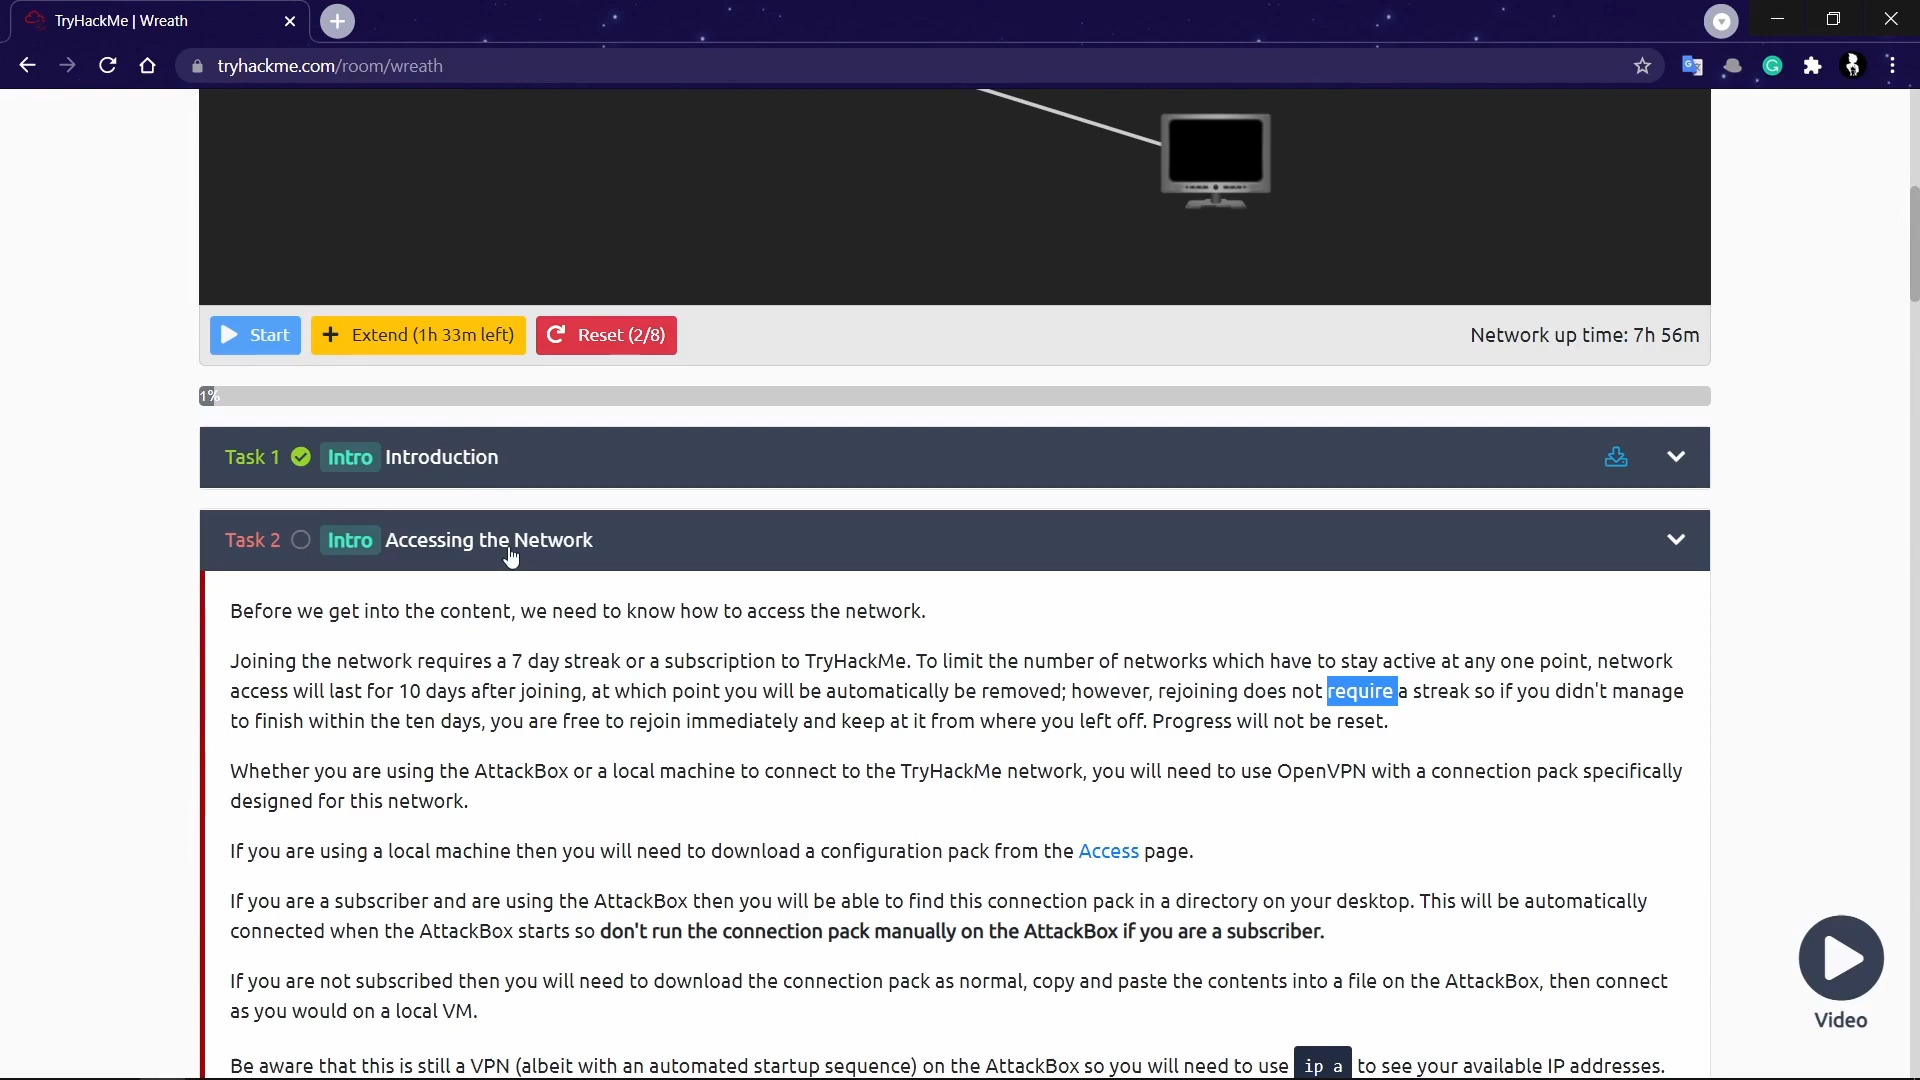 TryHackMe | Wreath
tryhackme.com/room/wreath
Start
Extend (1h 33m left)
Reset (2/8)
Network up time: 7h 56m
1%
Task 1 Intro Introduction
Task 2 Intro Accessing the Network
Before we get into the content, we need to know how to access the network.
Joining the network requires a 7 day streak or a subscription to TryHackMe. To limit the number of networks which have to stay active at any one point, network
access will last for 10 days after joining, at which point you will be automatically be removed; however, rejoining does not require a streak so if you didn't manage
to finish within the ten days, you are free to rejoin immediately and keep at it from where you left off. Progress will not be reset.
Whether you are using the AttackBox or a local machine to connect to the TryHackMe network, you will need to use OpenVPN with a connection pack specifically
designed for this network.
If you are using a local machine then you will need to download a configuration pack from the Access page.
If you are a subscriber and are using the AttackBox then you will be able to find this connection pack in a directory on your desktop. This will be automatically
connected when the AttackBox starts so don't run the connection pack manually on the AttackBox if you are a subscriber.
If you are not subscribed then you will need to download the connection pack as normal, copy and paste the contents into a file on the AttackBox, then connect
as you would on a local VM.
Video
Be aware that this is still a VPN (albeit with an automated startup sequence) on the AttackBox so you will need to use ip a to see your available IP addresses.